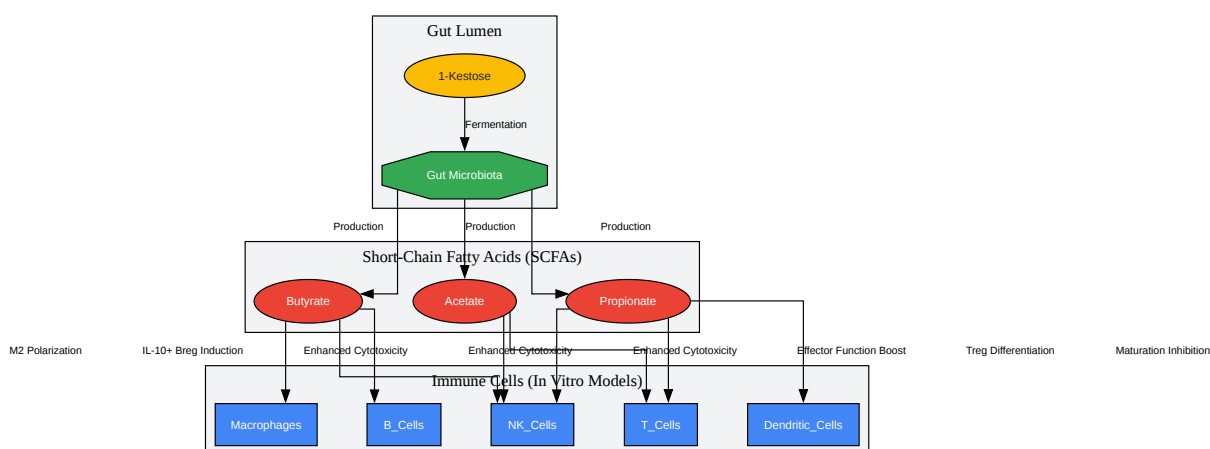 Gut Lumen
1-Kestose
Fermentation
Gut Microbiota
Production
Production
Production
Short-Chain Fatty Acids (SCFAs)
Butyrate
Acetate
Propionate
M2 Polarization
IL-10+ Breg Induction
Enhanced Cytotoxicity
Enhanced Cytotoxicity
Enhanced Cytotoxicity
Effector Function Boost
Treg Differentiation
Maturation Inhibition
Immune Cells (In Vitro Models)
Macrophages
B_Cells
NK_Cells
T_Cells
Dendritic_Cells